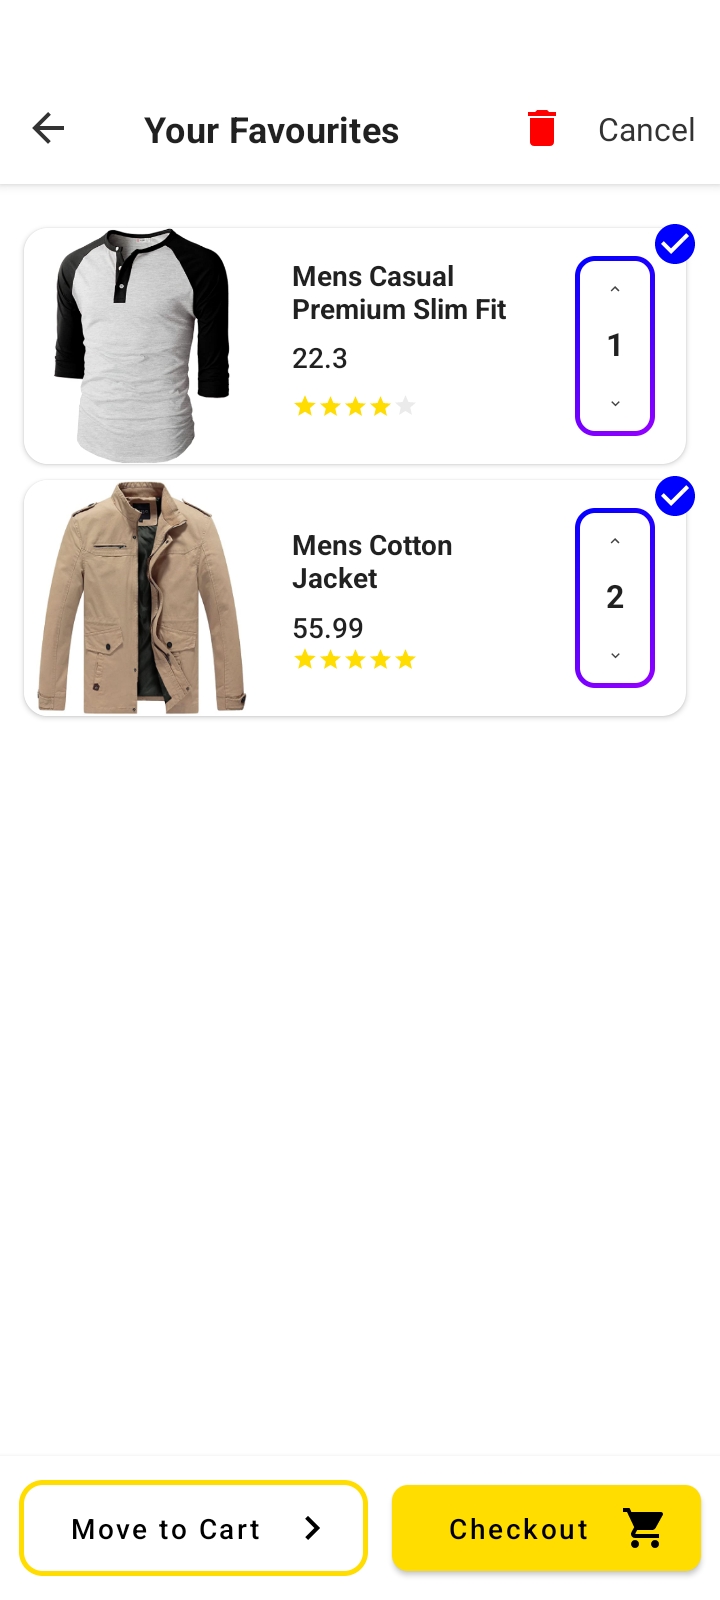 Your Favourites
Cancel
Mens Casual
Premium Slim Fit
22.3
1
Mens Cotton
Jacket
55.99
2
Move to Cart
Checkout